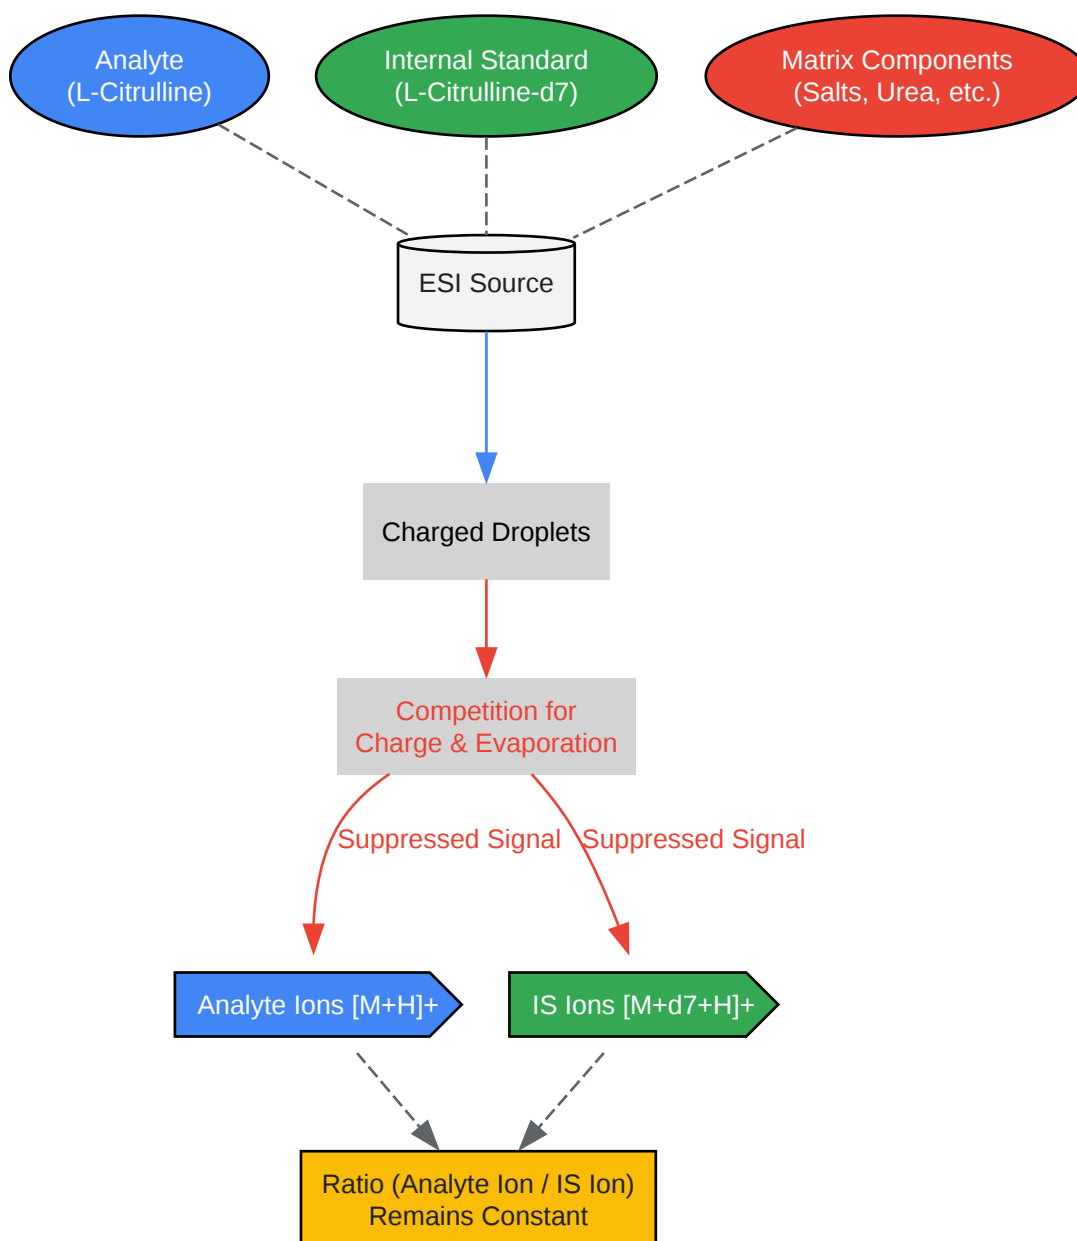 Analyte
(L-Citrulline)
Internal Standard
(L-Citrulline-d7)
Matrix Components
(Salts, Urea, etc.)
ESI Source
Charged Droplets
Competition for
Charge & Evaporation
Suppressed Signal
Suppressed Signal
Analyte Ions [M+H]+
IS Ions [M+d7+H]+
Ratio (Analyte Ion / IS Ion)
Remains Constant